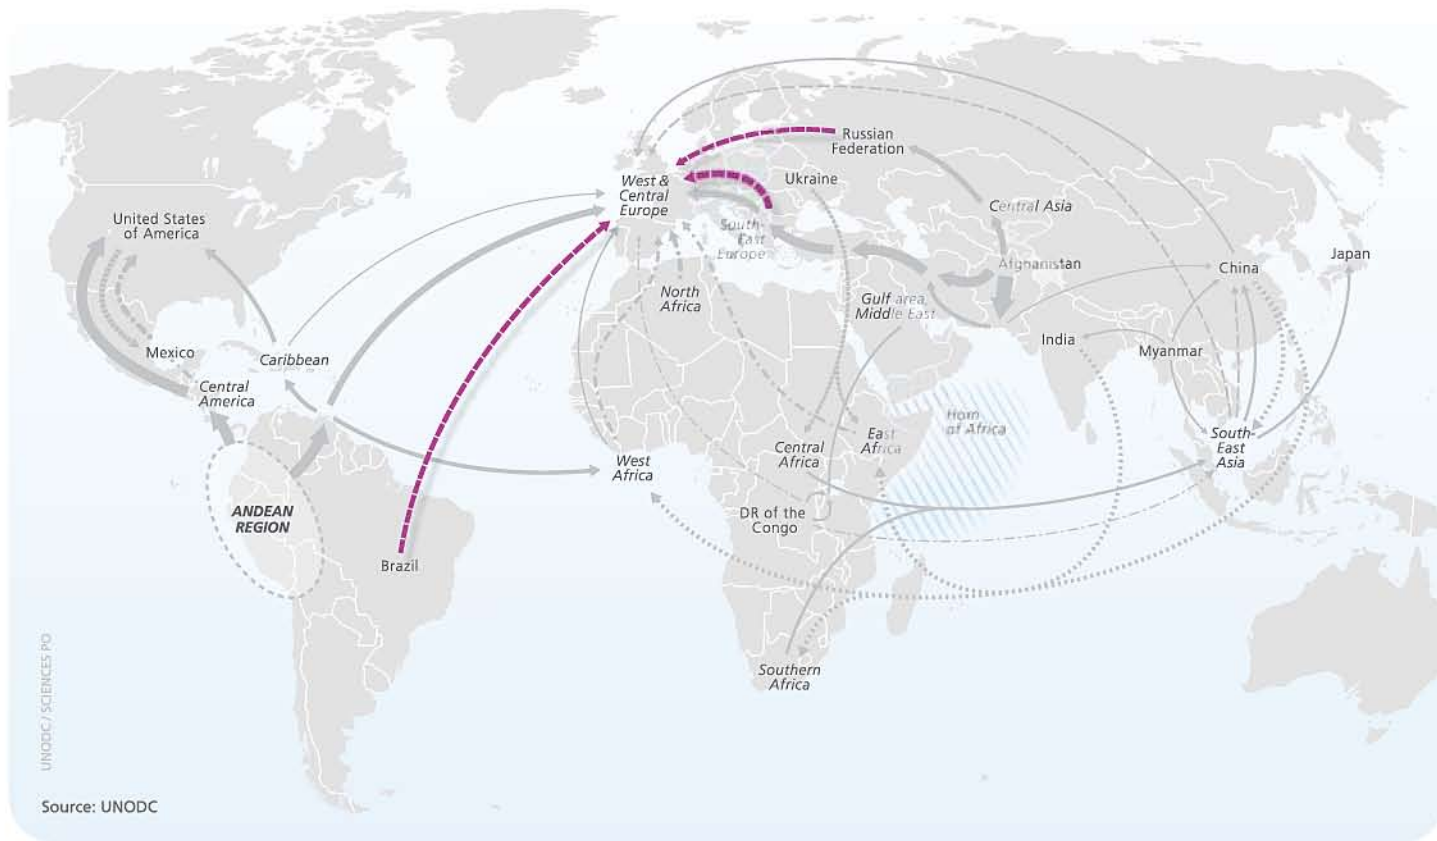 Russian
Federation
West &
Central
Europe
Ukraine
Central Asia
United States
of America
South-
East
Europe
Afghanistan
China
Japan
North
Africa
Gulf area,
Middle East
India
Myanmar
Mexico
Caribbean
Central
America
Horn
of Africa
West
Africa
Central
Africa
East
Africa
South-
East
Asia
ANDEAN
REGION
DR of the
Congo
Brazil
Southern
Africa
UNODC / SCIENCES PO
Source: UNODC